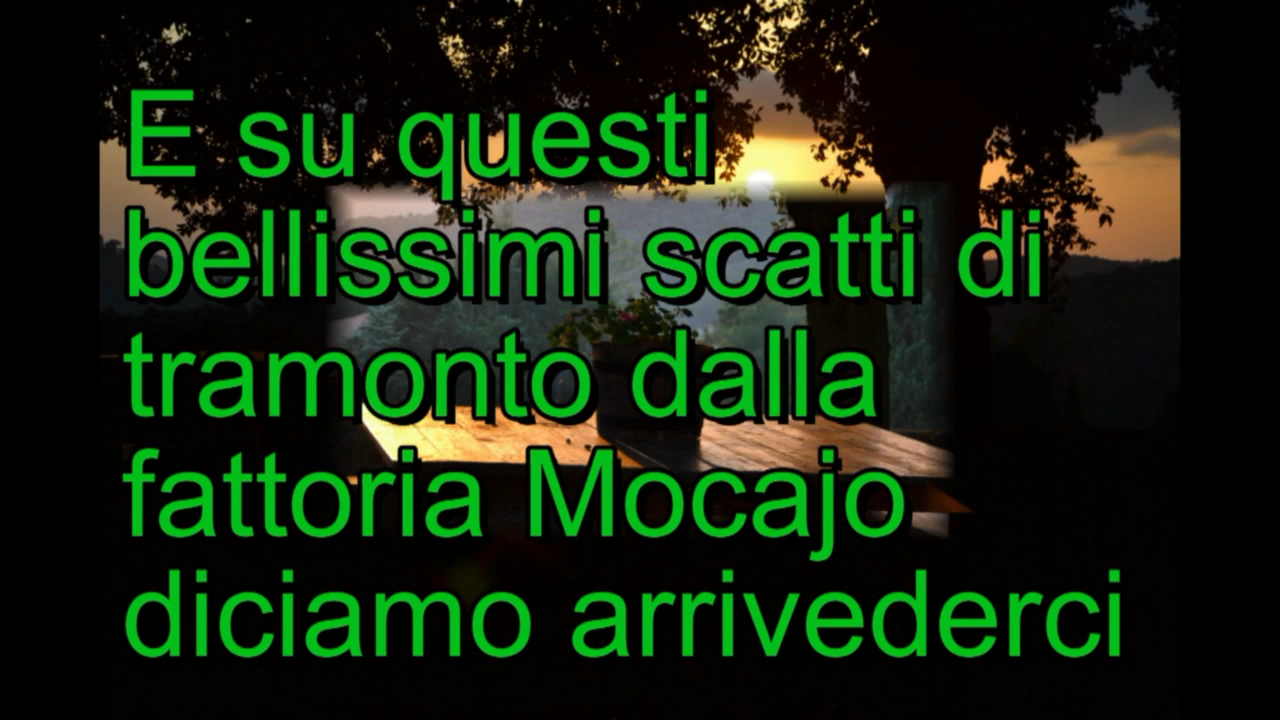 E su questi
bellissimi scatti di
tramonto dalla
fattoria Mocajo
diciamo arrivederci